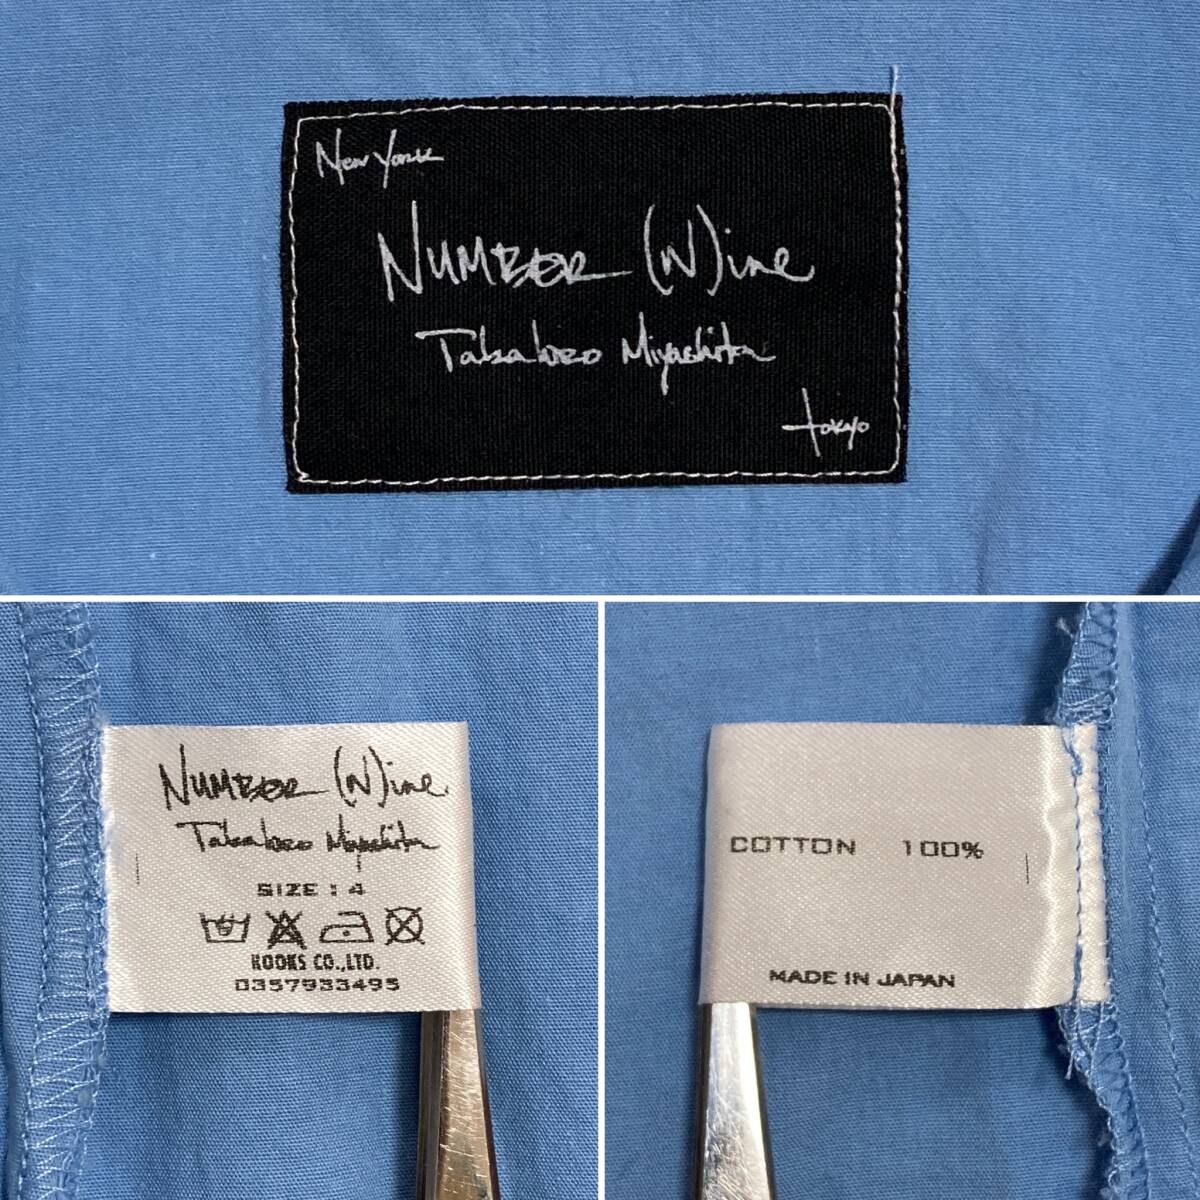 New York
NUMBER (N)ine
Takahiro Miyashita
tokyo
NUMBER (N)ine
Takahiro Miyashita
SIZE : 4
KOOKS CO.,LTD.
0357933495
COTTON 100%
MADE IN JAPAN